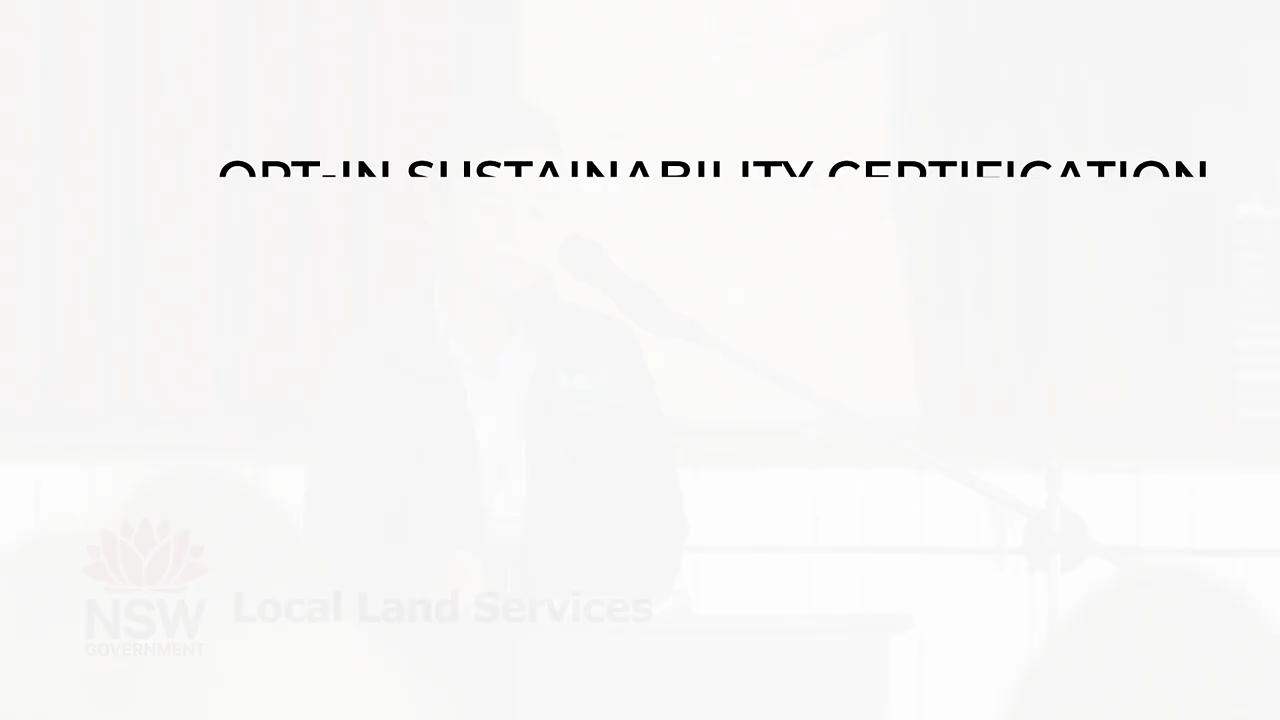 OPT-IN SUSTAINABILITY CERTIFICATION
NSW
GOVERNMENT
Local Land Services